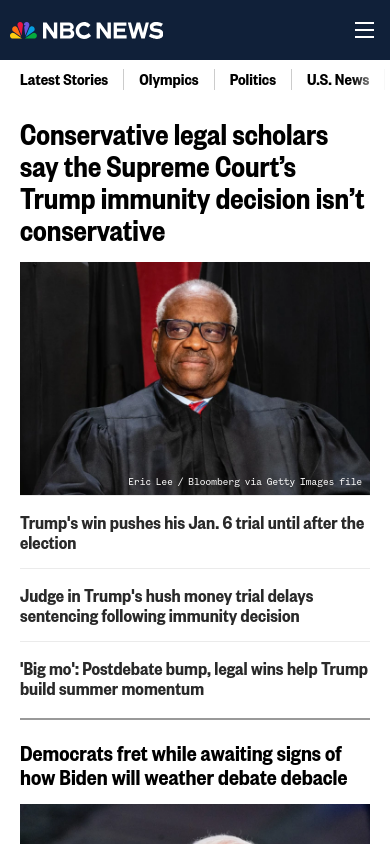 NBC NEWS
Latest Stories
Olympics
Politics
U.S. News
Conservative legal scholars
say the Supreme Court’s
Trump immunity decision isn’t
conservative
Eric Lee / Bloomberg via Getty Images file
Trump's win pushes his Jan. 6 trial until after the
election
Judge in Trump's hush money trial delays
sentencing following immunity decision
'Big mo': Postdebate bump, legal wins help Trump
build summer momentum
Democrats fret while awaiting signs of
how Biden will weather debate debacle